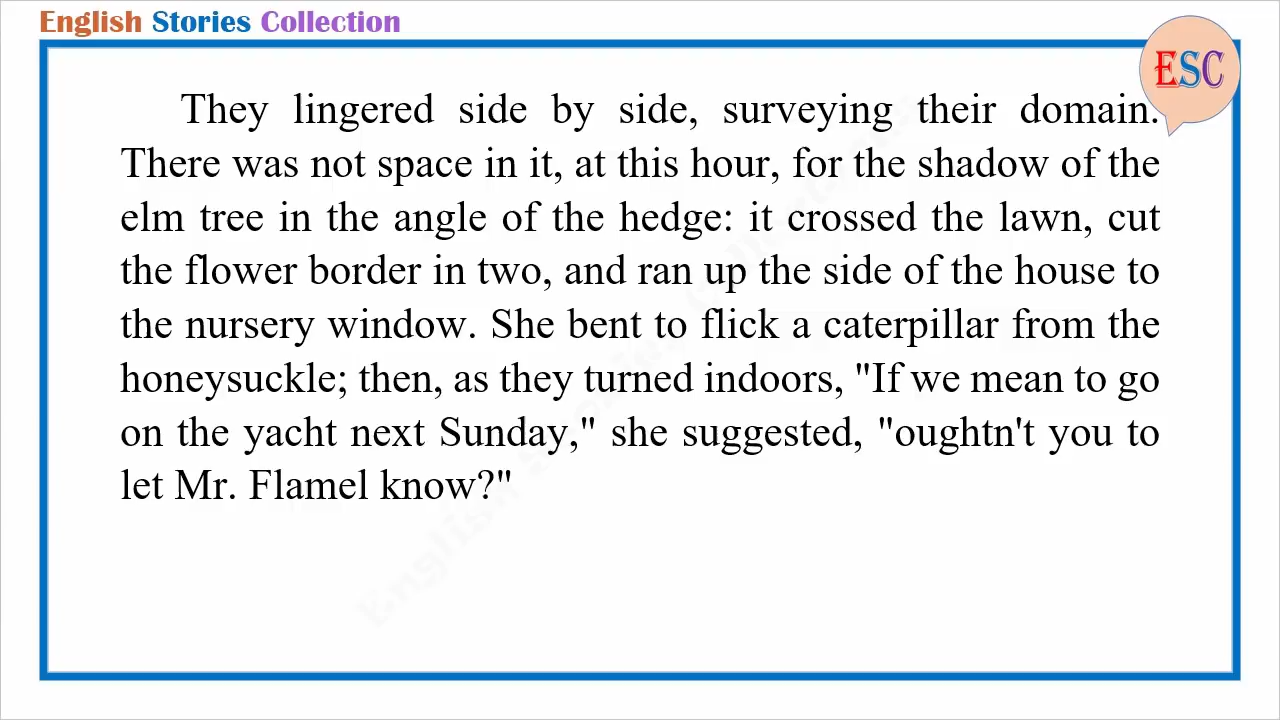 English Stories Collection
ESC
They lingered side by side, surveying their domain.
There was not space in it, at this hour, for the shadow of the
elm tree in the angle of the hedge: it crossed the lawn, cut
the flower border in two, and ran up the side of the house to
the nursery window. She bent to flick a caterpillar from the
honeysuckle; then, as they turned indoors, "If we mean to go
on the yacht next Sunday," she suggested, "oughtn't you to
let Mr. Flamel know?"
English Stories Collection